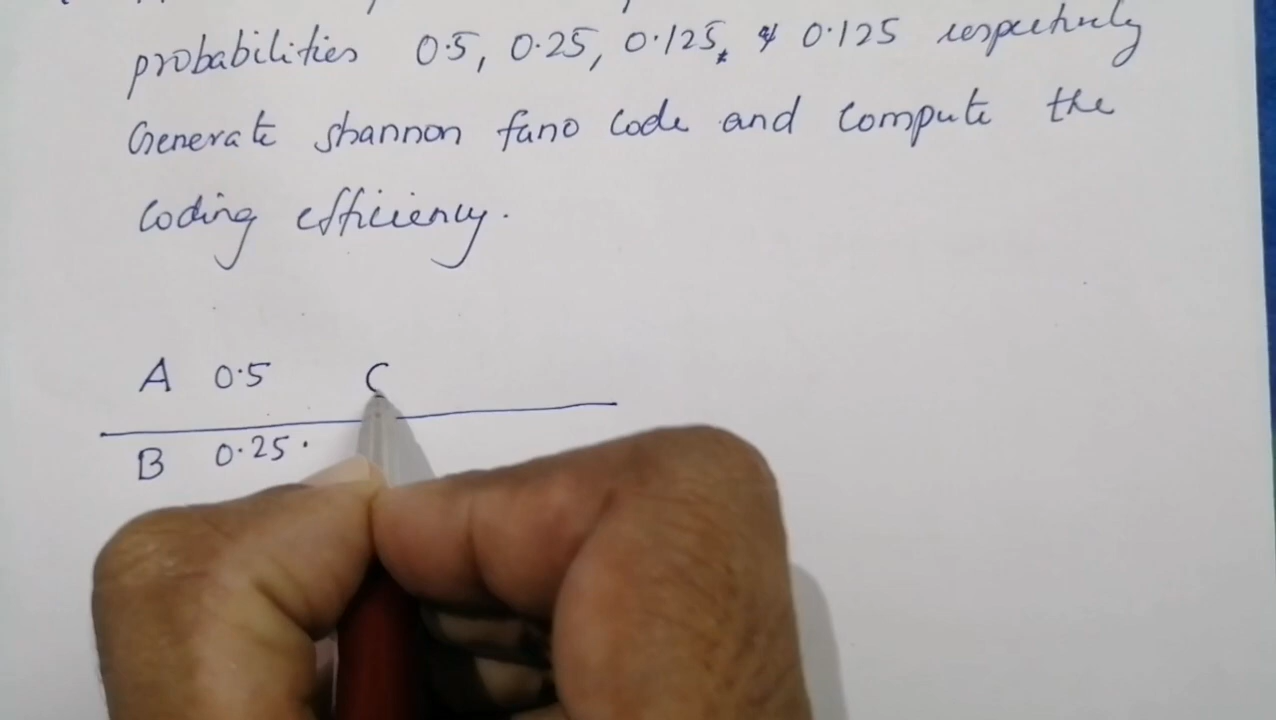 probabilities 0.5, 0.25, 0.125, & 0.125 respectively
Generate shannon fano code and compute the
coding efficiency.
A 0.5
B 0.25